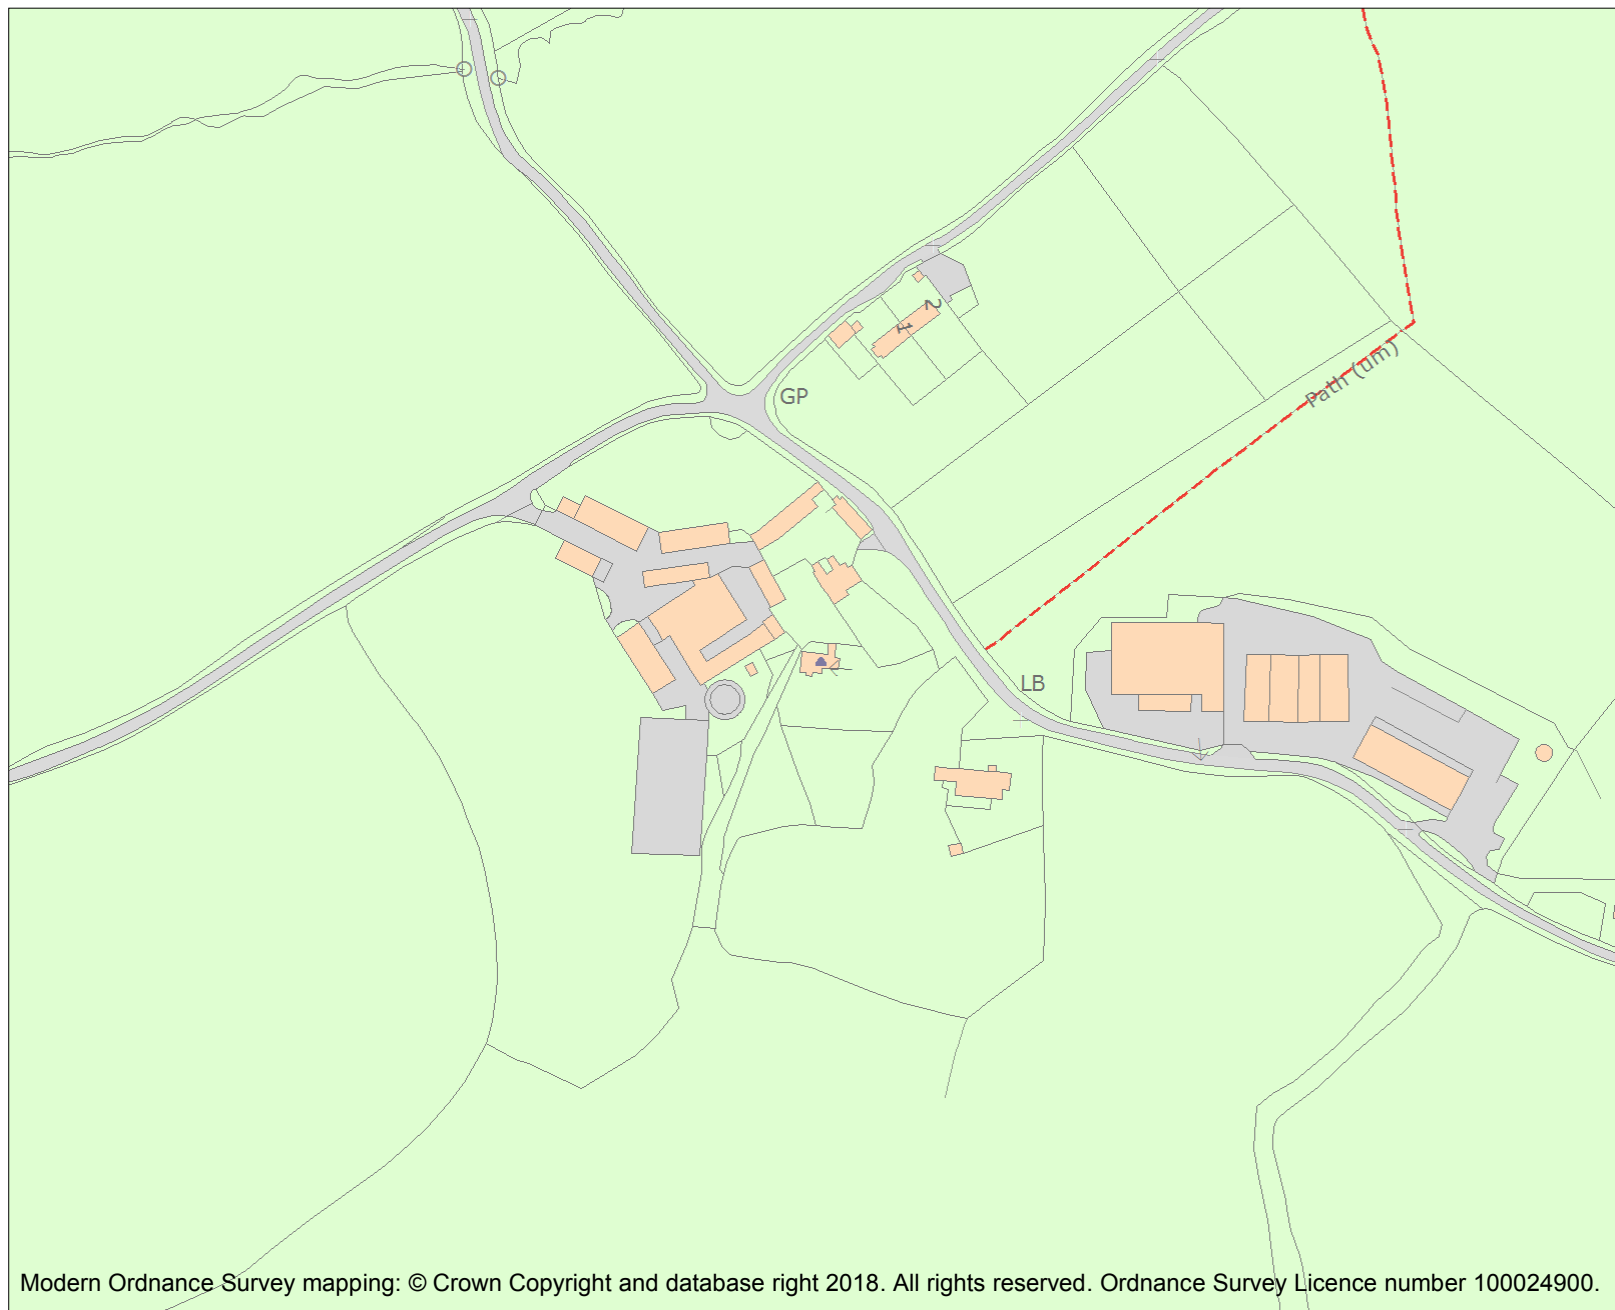 2
1
Path (um)
GP
LB
Modern Ordnance Survey mapping: © Crown Copyright and database right 2018. All rights reserved. Ordnance Survey Licence number 100024900.